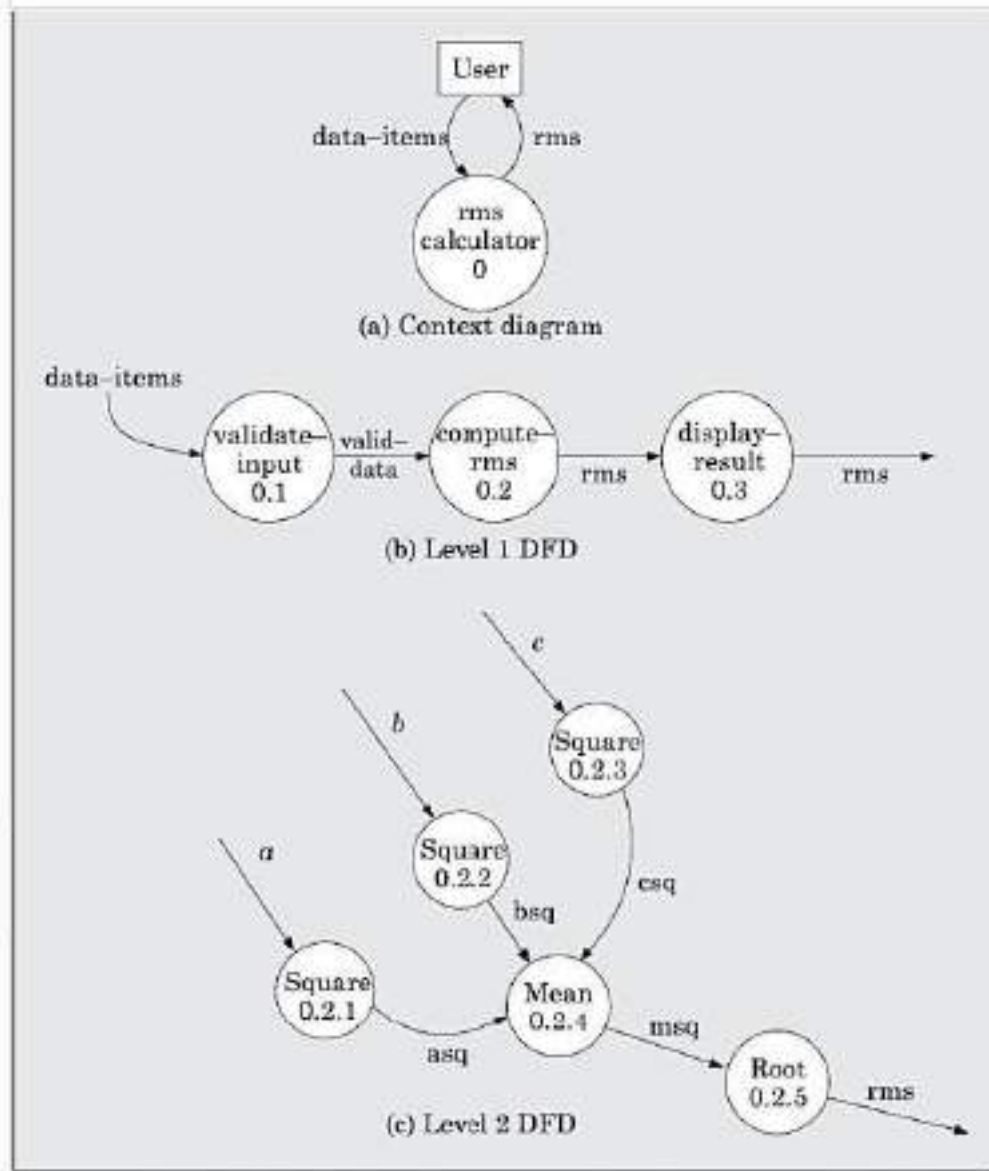 User
data–items
rms
rms
calculator
0
(a) Context diagram
data–items
validate–
input
0.1
valid–
data
compute–
rms
0.2
rms
display–
result
0.3
rms
(b) Level 1 DFD
c
Square
0.2.3
b
Square
0.2.2
csq
bsq
a
Square
0.2.1
asq
Mean
0.2.4
msq
Root
0.2.5
rms
(c) Level 2 DFD